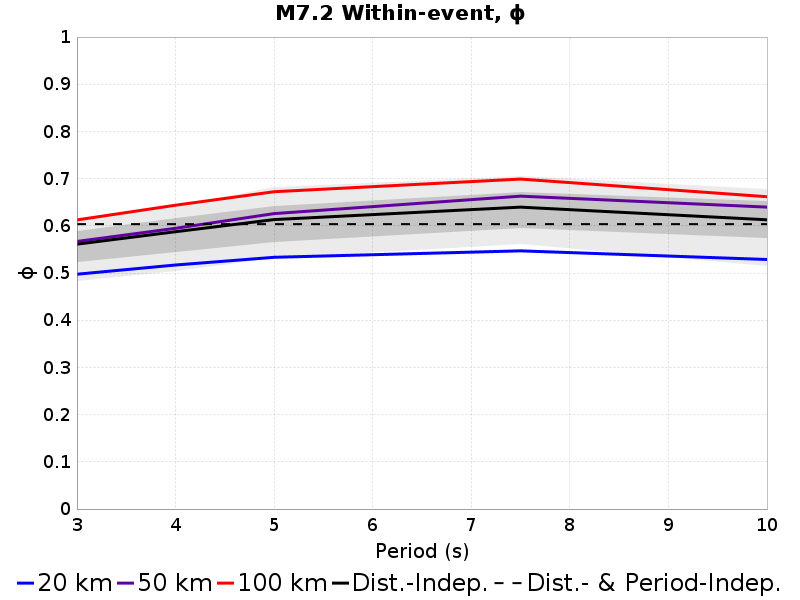 M7.2 Within-event, ϕ
1
0.9
0.8
0.7
0.6
0.5
0.4
0.3
0.2
0.1
0
ϕ
3 4 5 6 7 8 9 10
Period (s)
20 km 50 km 100 km Dist.-Indep. Dist.- & Period-Indep.